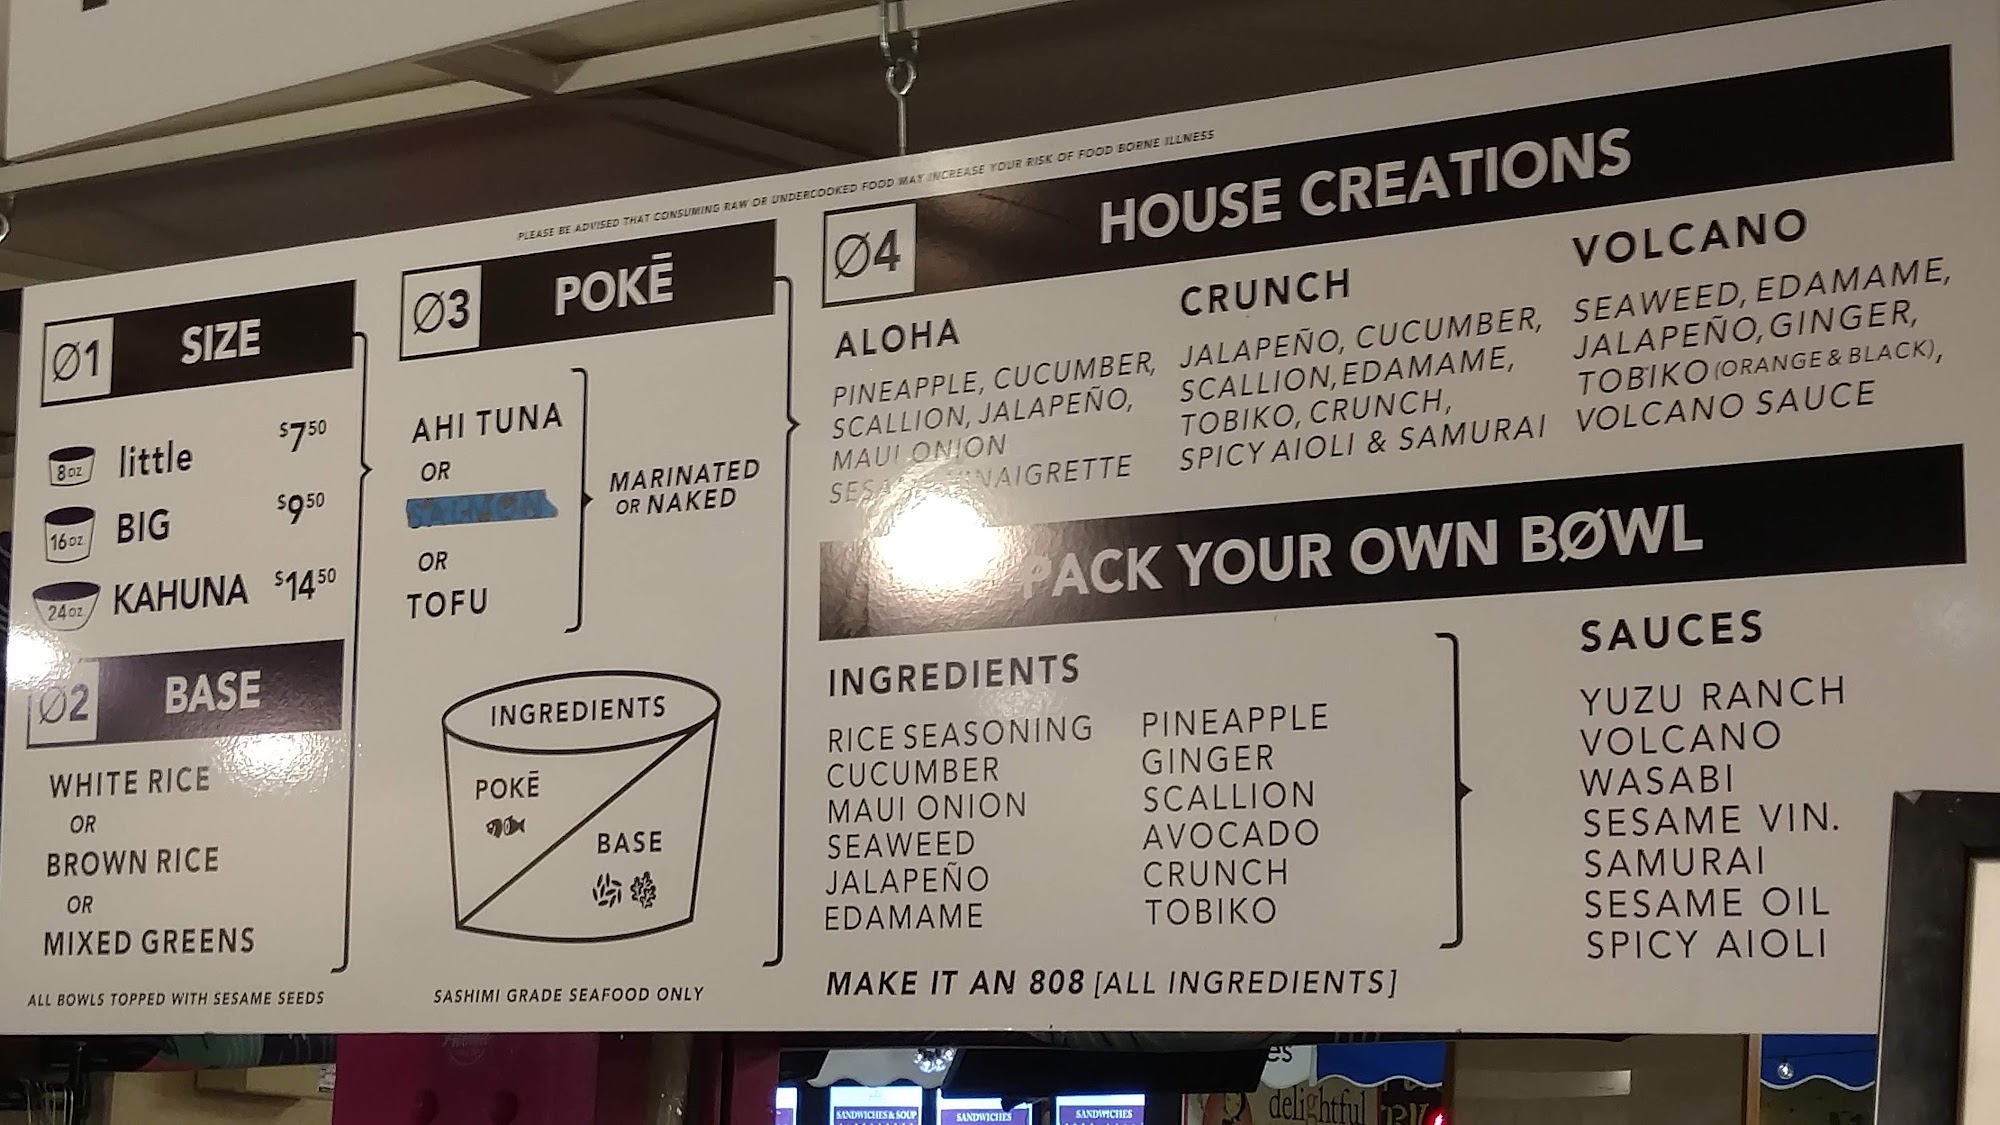 PLEASE BE ADVISED THAT CONSUMING RAW OR UNDERCOOKED FOOD MAY INCREASE YOUR RISK OF FOOD BORNE ILLNESS
Ø1 SIZE
8oz little $7.50
16oz. BIG $9.50
24oz KAHUNA $14.50
Ø2 BASE
WHITE RICE
OR
BROWN RICE
OR
MIXED GREENS
ALL BOWLS TOPPED WITH SESAME SEEDS
Ø3 POKĒ
AHI TUNA
OR
SALMON
OR
TOFU
MARINATED
OR NAKED
INGREDIENTS
POKĒ
BASE
SASHIMI GRADE SEAFOOD ONLY
Ø4 HOUSE CREATIONS
ALOHA
PINEAPPLE, CUCUMBER,
SCALLION, JALAPEÑO,
MAUI ONION
CRUNCH
JALAPEÑO, CUCUMBER,
SCALLION, EDAMAME,
TOBIKO, CRUNCH,
SPICY AIOLI & SAMURAI
VOLCANO
SEAWEED, EDAMAME,
JALAPEÑO, GINGER,
TOBIKO (ORANGE & BLACK),
VOLCANO SAUCE
PACK YOUR OWN BØWL
INGREDIENTS
RICE SEASONING
CUCUMBER
MAUI ONION
SEAWEED
JALAPEÑO
EDAMAME
PINEAPPLE
GINGER
SCALLION
AVOCADO
CRUNCH
TOBIKO
MAKE IT AN 808 [ALL INGREDIENTS]
SAUCES
YUZU RANCH
VOLCANO
WASABI
SESAME VIN.
SAMURAI
SESAME OIL
SPICY AIOLI
SANDWICHES & SOUP
SANDWICHES
SANDWICHES
delightful